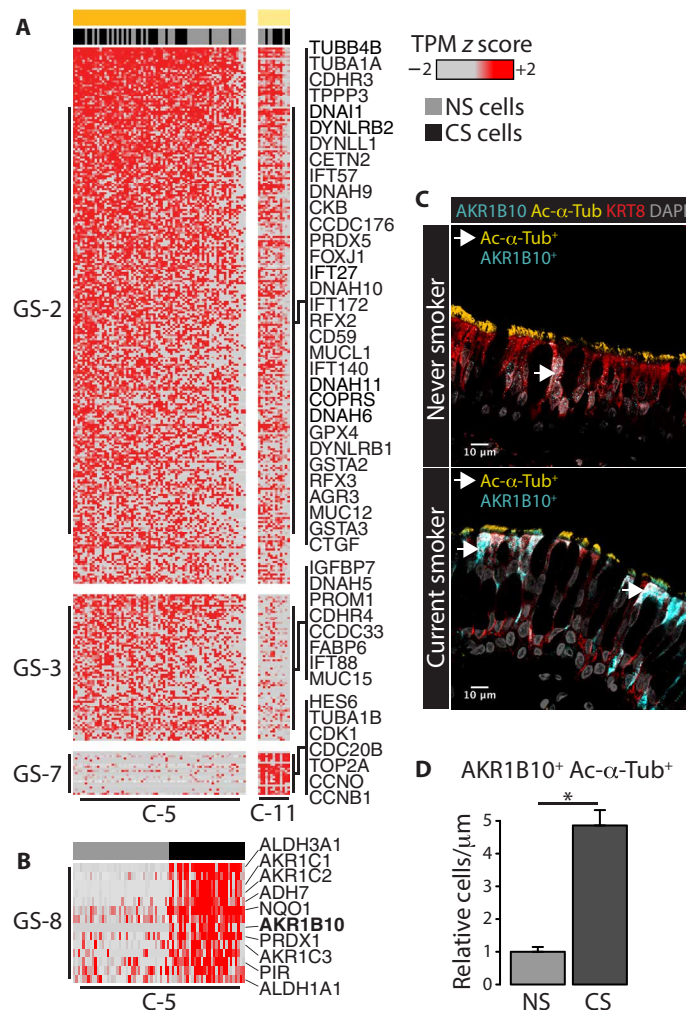 A
TPM z score
−2
+2
NS cells
CS cells
TUBB4B
TUBA1A
CDHR3
TPPP3
DNAI1
DYNLRB2
DYNLL1
CETN2
IFT57
DNAH9
CKB
CCDC176
PRDX5
FOXJ1
IFT27
DNAH10
IFT172
RFX2
CD59
MUCL1
IFT140
DNAH11
COPRS
DNAH6
GPX4
DYNLRB1
GSTA2
RFX3
AGR3
MUC12
GSTA3
CTGF
IGFBP7
DNAH5
PROM1
CDHR4
CCDC33
FABP6
IFT88
MUC15
HES6
TUBA1B
CDK1
CDC20B
TOP2A
CCNO
CCNB1
GS-2
GS-3
GS-7
C-5
C-11
B
GS-8
ALDH3A1
AKR1C1
AKR1C2
ADH7
NQO1
AKR1B10
PRDX1
AKR1C3
PIR
ALDH1A1
C-5
C
AKR1B10 Ac-α-Tub KRT8 DAPI
Never smoker
Ac-α-Tub⁺
AKR1B10⁺
10 μm
Current smoker
Ac-α-Tub⁺
AKR1B10⁺
10 μm
D
AKR1B10⁺ Ac-α-Tub⁺
*
Relative cells/μm
5
4
3
2
1
0
NS
CS